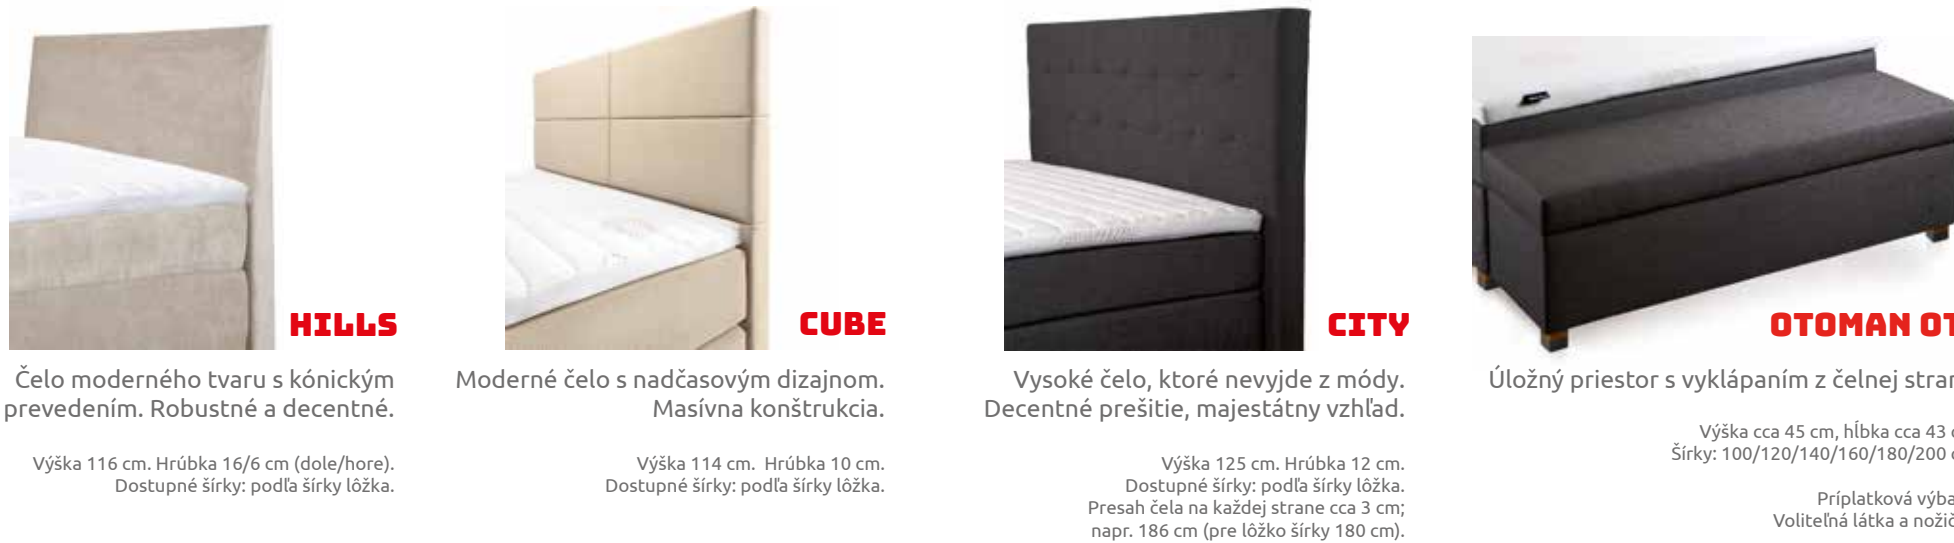 HILLS
Čelo moderného tvaru s kónickým
prevedením. Robustné a decentné.
Výška 116 cm. Hrúbka 16/6 cm (dole/hore).
Dostupné šírky: podľa šírky lôžka.
CUBE
Moderné čelo s nadčasovým dizajnom.
Masívna konštrukcia.
Výška 114 cm. Hrúbka 10 cm.
Dostupné šírky: podľa šírky lôžka.
CITY
Vysoké čelo, ktoré nevyjde z módy.
Decentné prešitie, majestátny vzhľad.
Výška 125 cm. Hrúbka 12 cm.
Dostupné šírky: podľa šírky lôžka.
Presah čela na každej strane cca 3 cm;
napr. 186 cm (pre lôžko šírky 180 cm).
OTOMAN OT
Úložný priestor s vyklápaním z čelnej stran
Výška cca 45 cm, hĺbka cca 43 c
Šírky: 100/120/140/160/180/200 c
Príplatková výba
Voliteľná látka a nožič